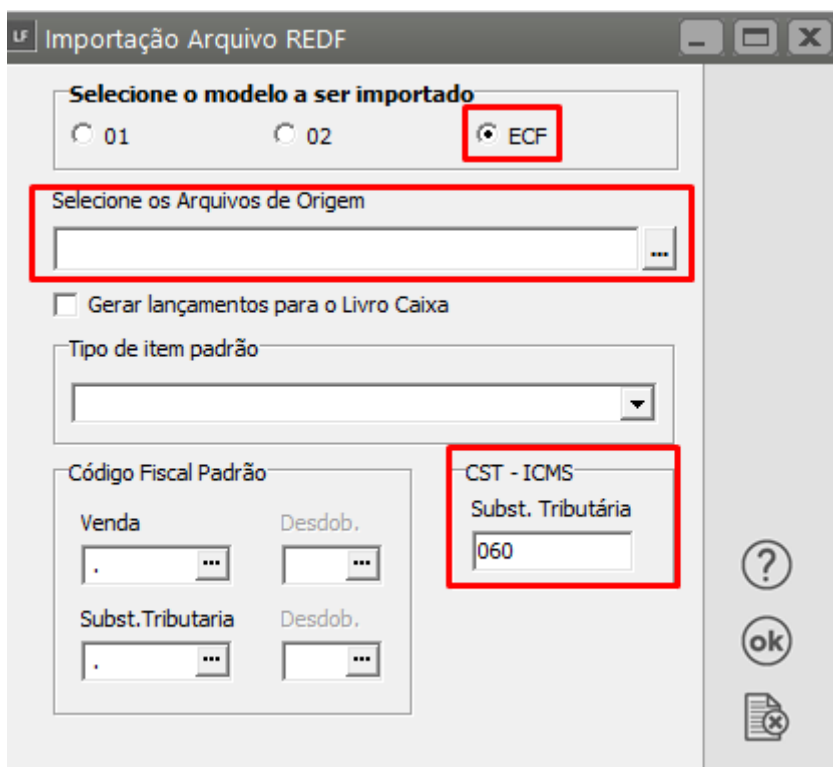 LF Importação Arquivo REDF
Selecione o modelo a ser importado
01 02 ECF
Selecione os Arquivos de Origem
...
Gerar lançamentos para o Livro Caixa
Tipo de item padrão
Código Fiscal Padrão
Venda Desdob.
. ... ...
Subst.Tributaria Desdob.
. ... ...
CST - ICMS
Subst. Tributária
060
?
ok